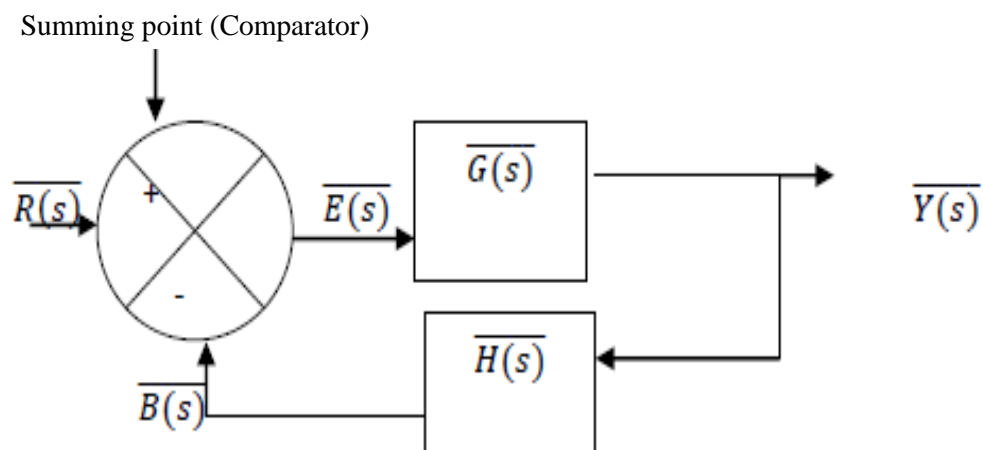 Summing point (Comparator)
R(s)
+
-
E(s)
G(s)
Y(s)
H(s)
B(s)